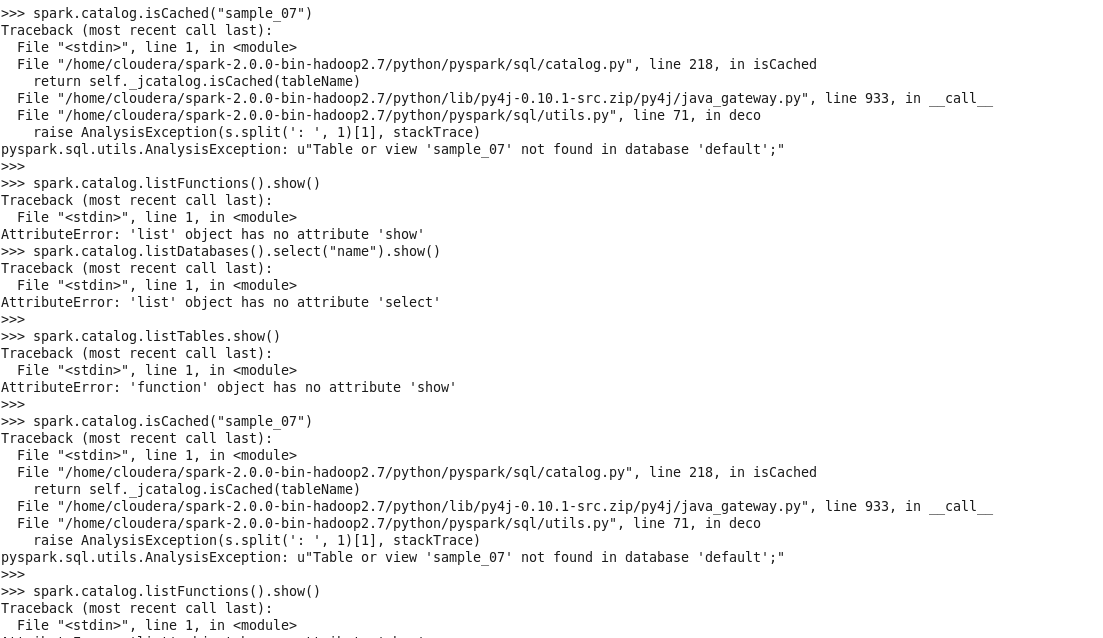 >>> spark.catalog.isCached("sample_07")
Traceback (most recent call last):
  File "<stdin>", line 1, in <module>
  File "/home/cloudera/spark-2.0.0-bin-hadoop2.7/python/pyspark/sql/catalog.py", line 218, in isCached
    return self._jcatalog.isCached(tableName)
  File "/home/cloudera/spark-2.0.0-bin-hadoop2.7/python/lib/py4j-0.10.1-src.zip/py4j/java_gateway.py", line 933, in __call__
  File "/home/cloudera/spark-2.0.0-bin-hadoop2.7/python/pyspark/sql/utils.py", line 71, in deco
    raise AnalysisException(s.split(': ', 1)[1], stackTrace)
pyspark.sql.utils.AnalysisException: u"Table or view 'sample_07' not found in database 'default';"
>>>
>>> spark.catalog.listFunctions().show()
Traceback (most recent call last):
  File "<stdin>", line 1, in <module>
AttributeError: 'list' object has no attribute 'show'
>>> spark.catalog.listDatabases().select("name").show()
Traceback (most recent call last):
  File "<stdin>", line 1, in <module>
AttributeError: 'list' object has no attribute 'select'
>>>
>>> spark.catalog.listTables.show()
Traceback (most recent call last):
  File "<stdin>", line 1, in <module>
AttributeError: 'function' object has no attribute 'show'
>>>
>>> spark.catalog.isCached("sample_07")
Traceback (most recent call last):
  File "<stdin>", line 1, in <module>
  File "/home/cloudera/spark-2.0.0-bin-hadoop2.7/python/pyspark/sql/catalog.py", line 218, in isCached
    return self._jcatalog.isCached(tableName)
  File "/home/cloudera/spark-2.0.0-bin-hadoop2.7/python/lib/py4j-0.10.1-src.zip/py4j/java_gateway.py", line 933, in __call__
  File "/home/cloudera/spark-2.0.0-bin-hadoop2.7/python/pyspark/sql/utils.py", line 71, in deco
    raise AnalysisException(s.split(': ', 1)[1], stackTrace)
pyspark.sql.utils.AnalysisException: u"Table or view 'sample_07' not found in database 'default';"
>>>
>>> spark.catalog.listFunctions().show()
Traceback (most recent call last):
  File "<stdin>", line 1, in <module>